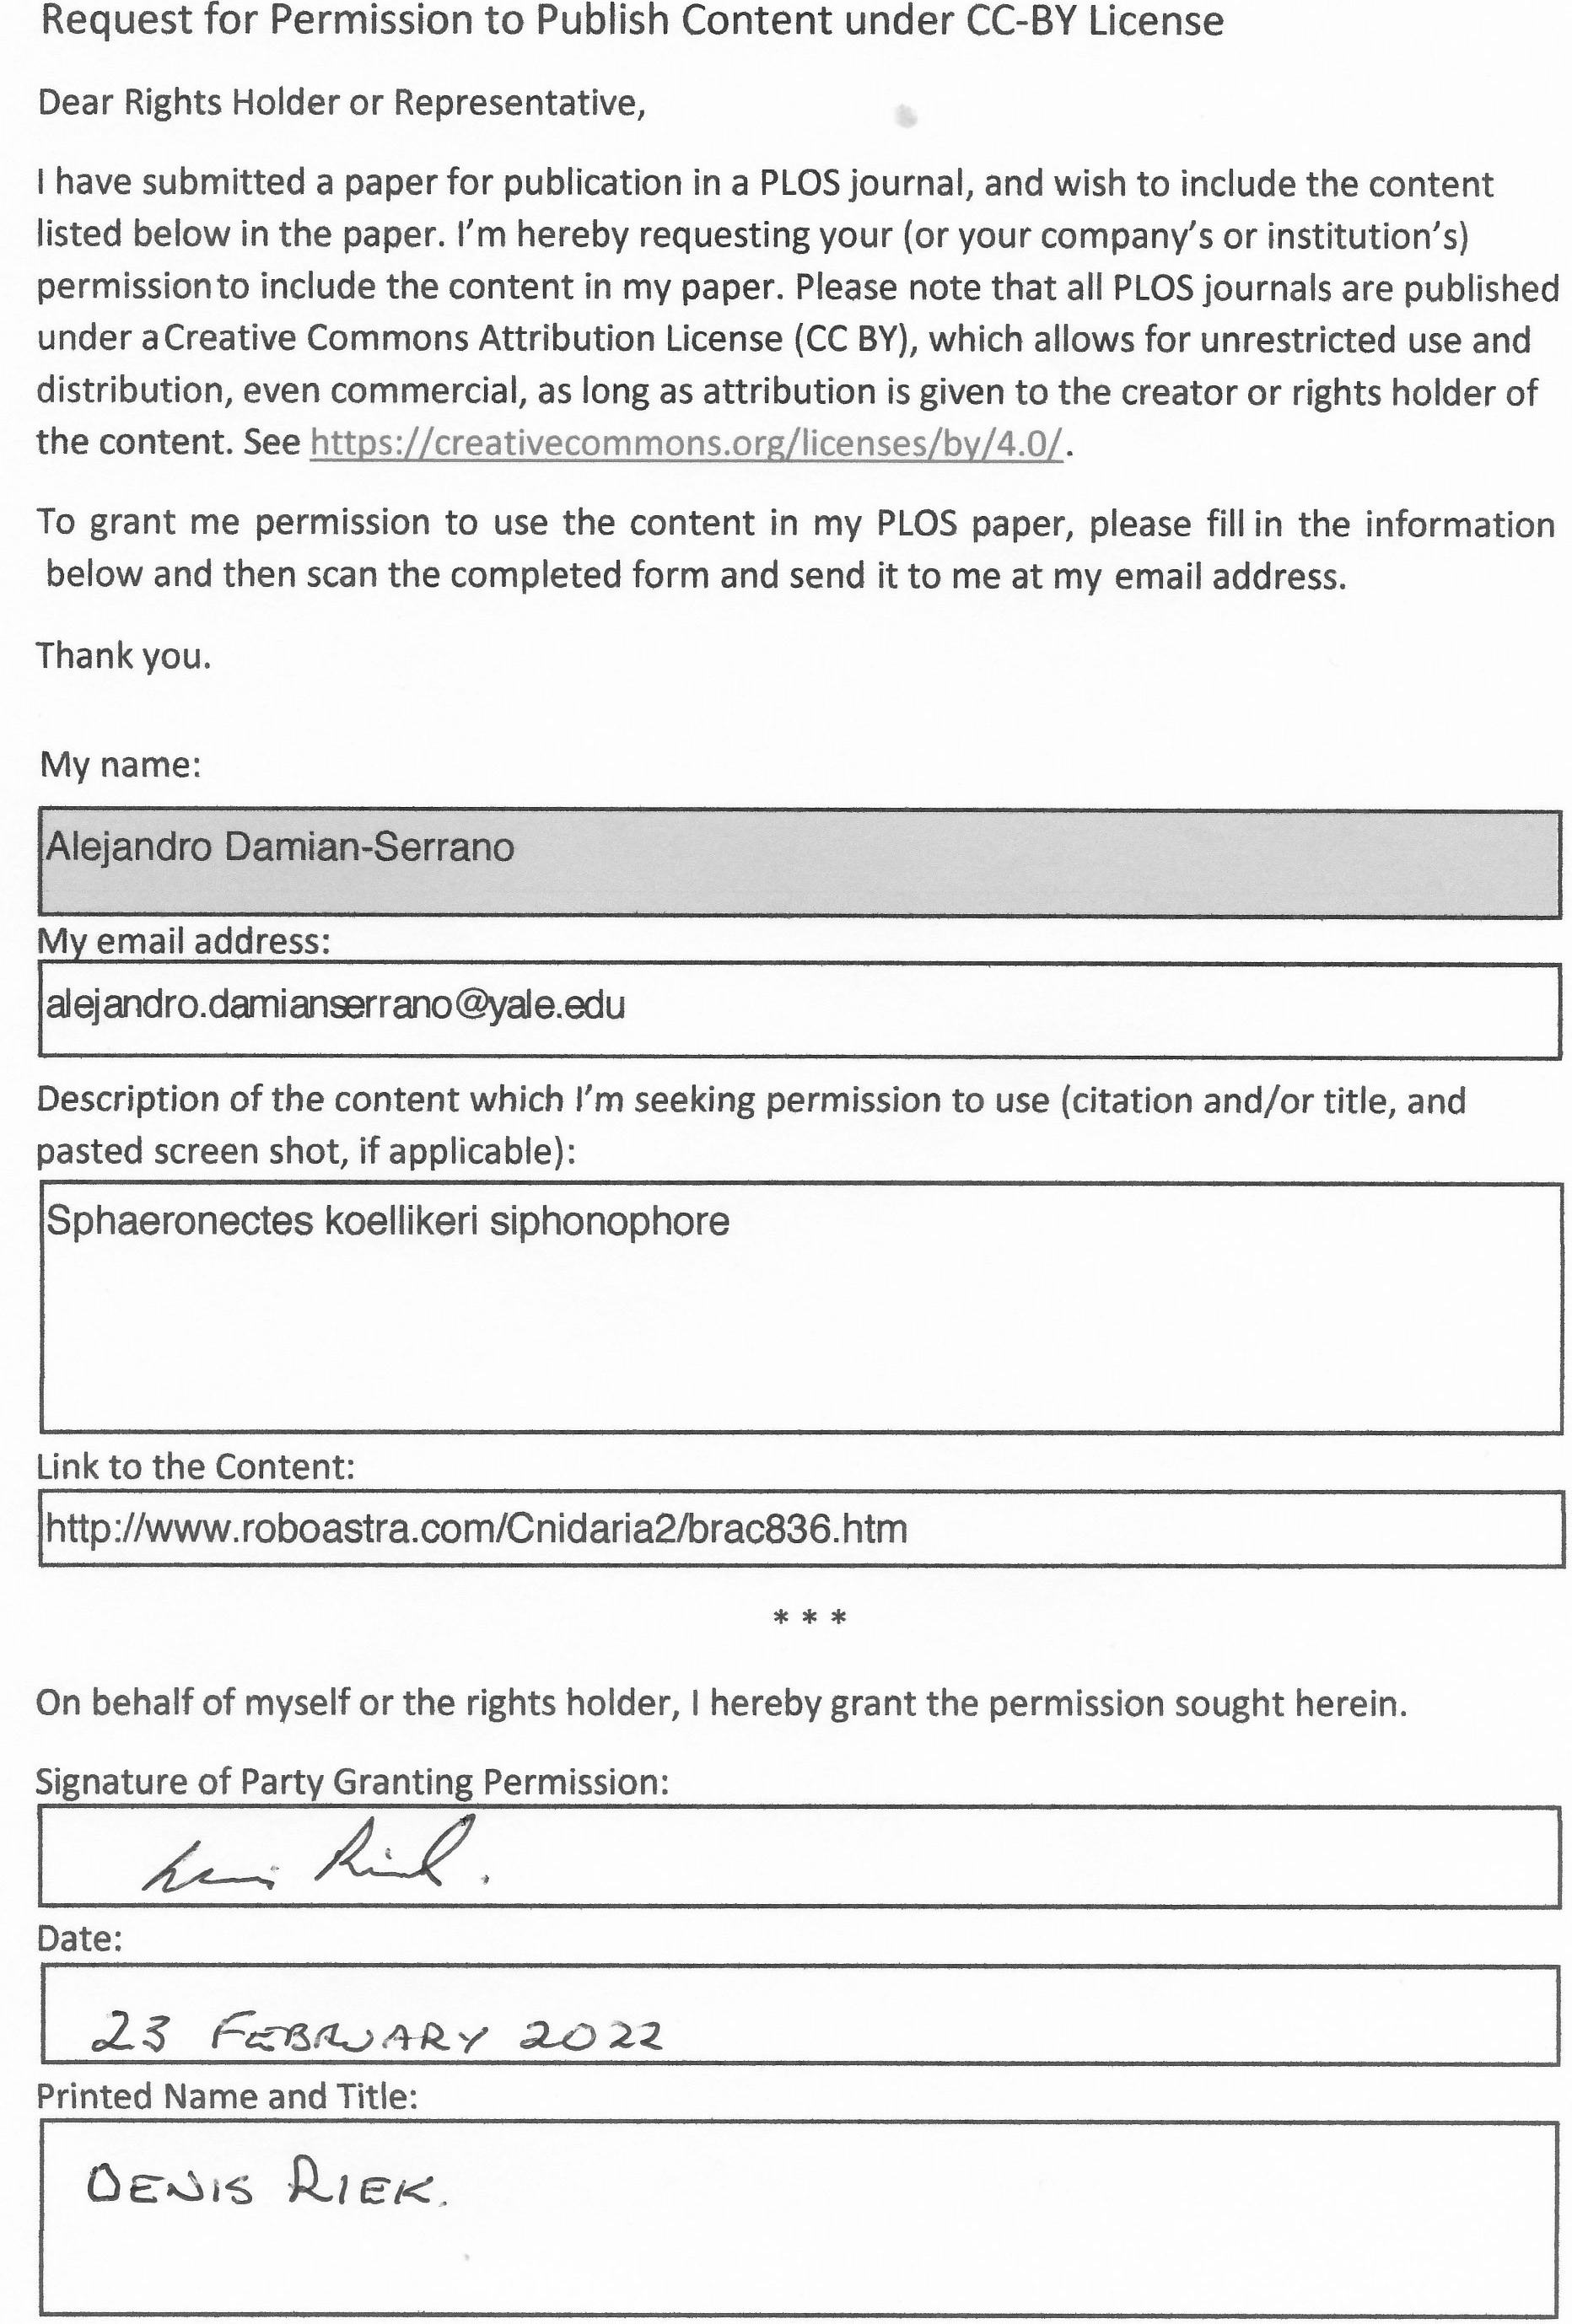 Request for Permission to Publish Content under CC-BY License
Dear Rights Holder or Representative,
I have submitted a paper for publication in a PLOS journal, and wish to include the content
listed below in the paper. I'm hereby requesting your (or your company's or institution's)
permission to include the content in my paper. Please note that all PLOS journals are published
under a Creative Commons Attribution License (CC BY), which allows for unrestricted use and
distribution, even commercial, as long as attribution is given to the creator or rights holder of
the content. See https://creativecommons.org/licenses/by/4.0/.
To grant me permission to use the content in my PLOS paper, please fill in the information
below and then scan the completed form and send it to me at my email address.
Thank you.
My name:
Alejandro Damian-Serrano
My email address:
alejandro.damianserrano@yale.edu
Description of the content which I'm seeking permission to use (citation and/or title, and
pasted screen shot, if applicable):
Sphaeronectes koellikeri siphonophore
Link to the Content:
http://www.roboastra.com/Cnidaria2/brac836.htm
* * *
On behalf of myself or the rights holder, I hereby grant the permission sought herein.
Signature of Party Granting Permission:
Denis Riek.
Date:
23 FEBRUARY 2022
Printed Name and Title:
DENIS RIEK.